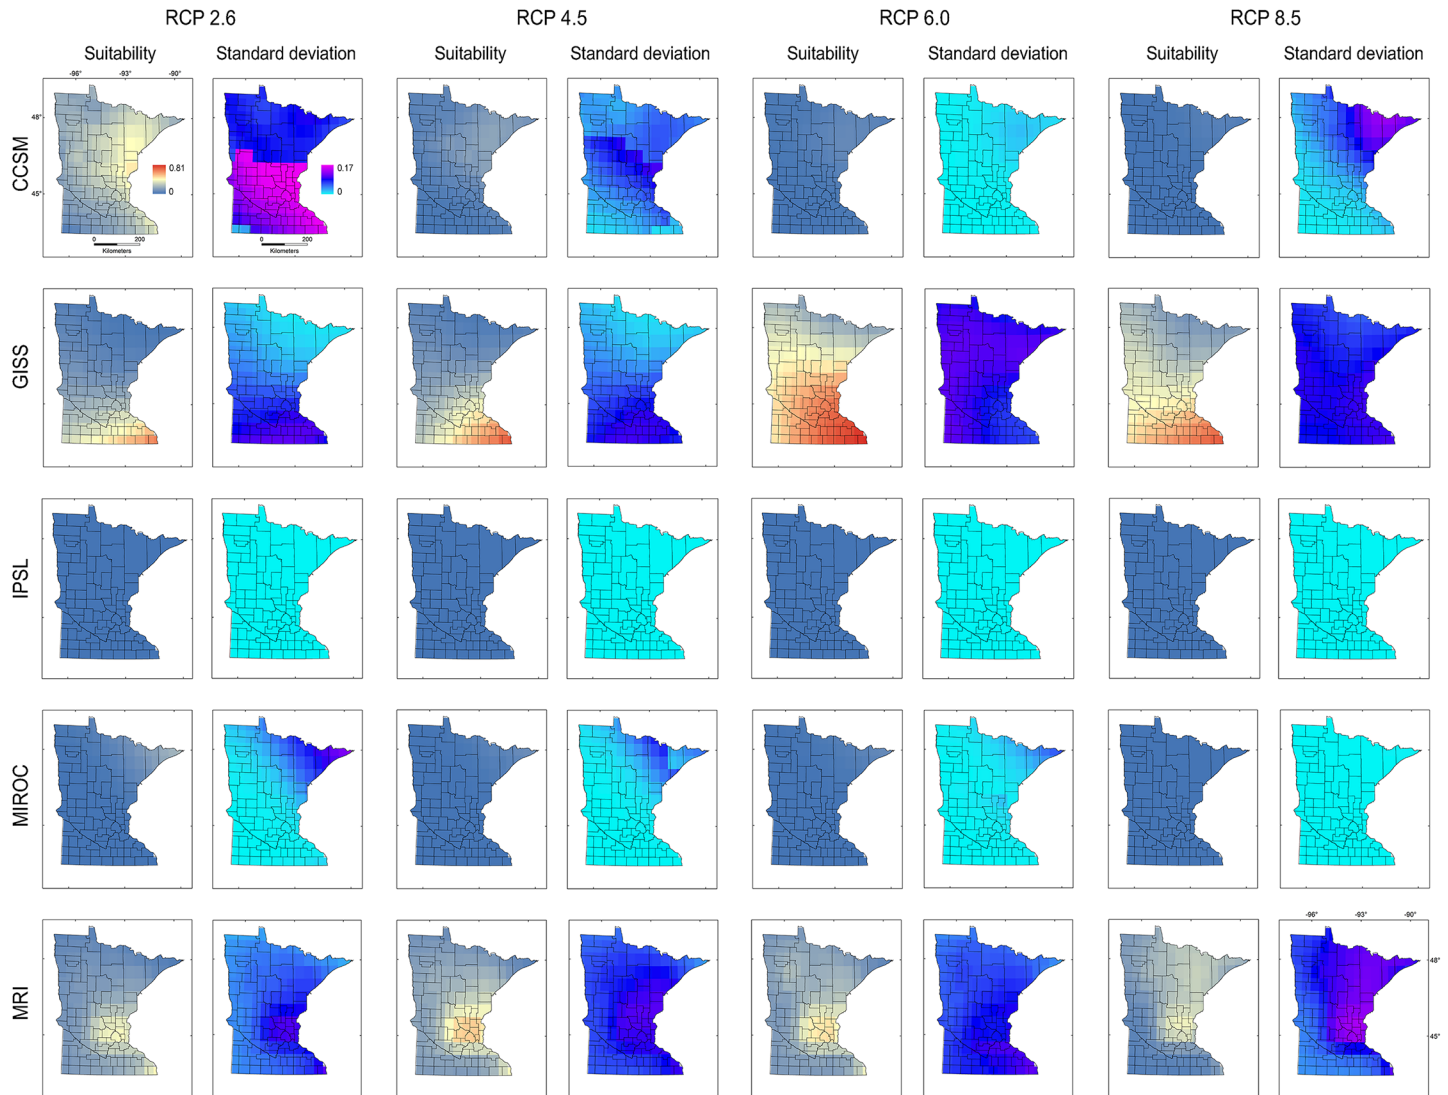 RCP 2.6 RCP 4.5 RCP 6.0 RCP 8.5
Suitability Standard deviation Suitability Standard deviation Suitability Standard deviation Suitability Standard deviation
-96° -93° -90°
CCSM
48°
45°
0.81
0
0.17
0
0 200
Kilometers
0 200
Kilometers
GISS
IPSL
MIROC
MRI
-96° -93° -90°
48°
45°